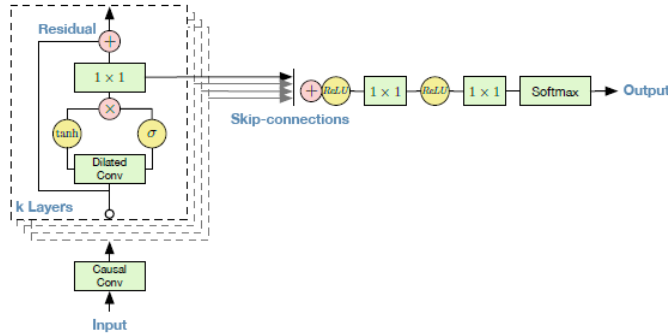 Residual
+
1 × 1
×
tanh
σ
Dilated
Conv
k Layers
Causal
Conv
Input
Skip-connections
+
ReLU
1 × 1
ReLU
1 × 1
Softmax
Output